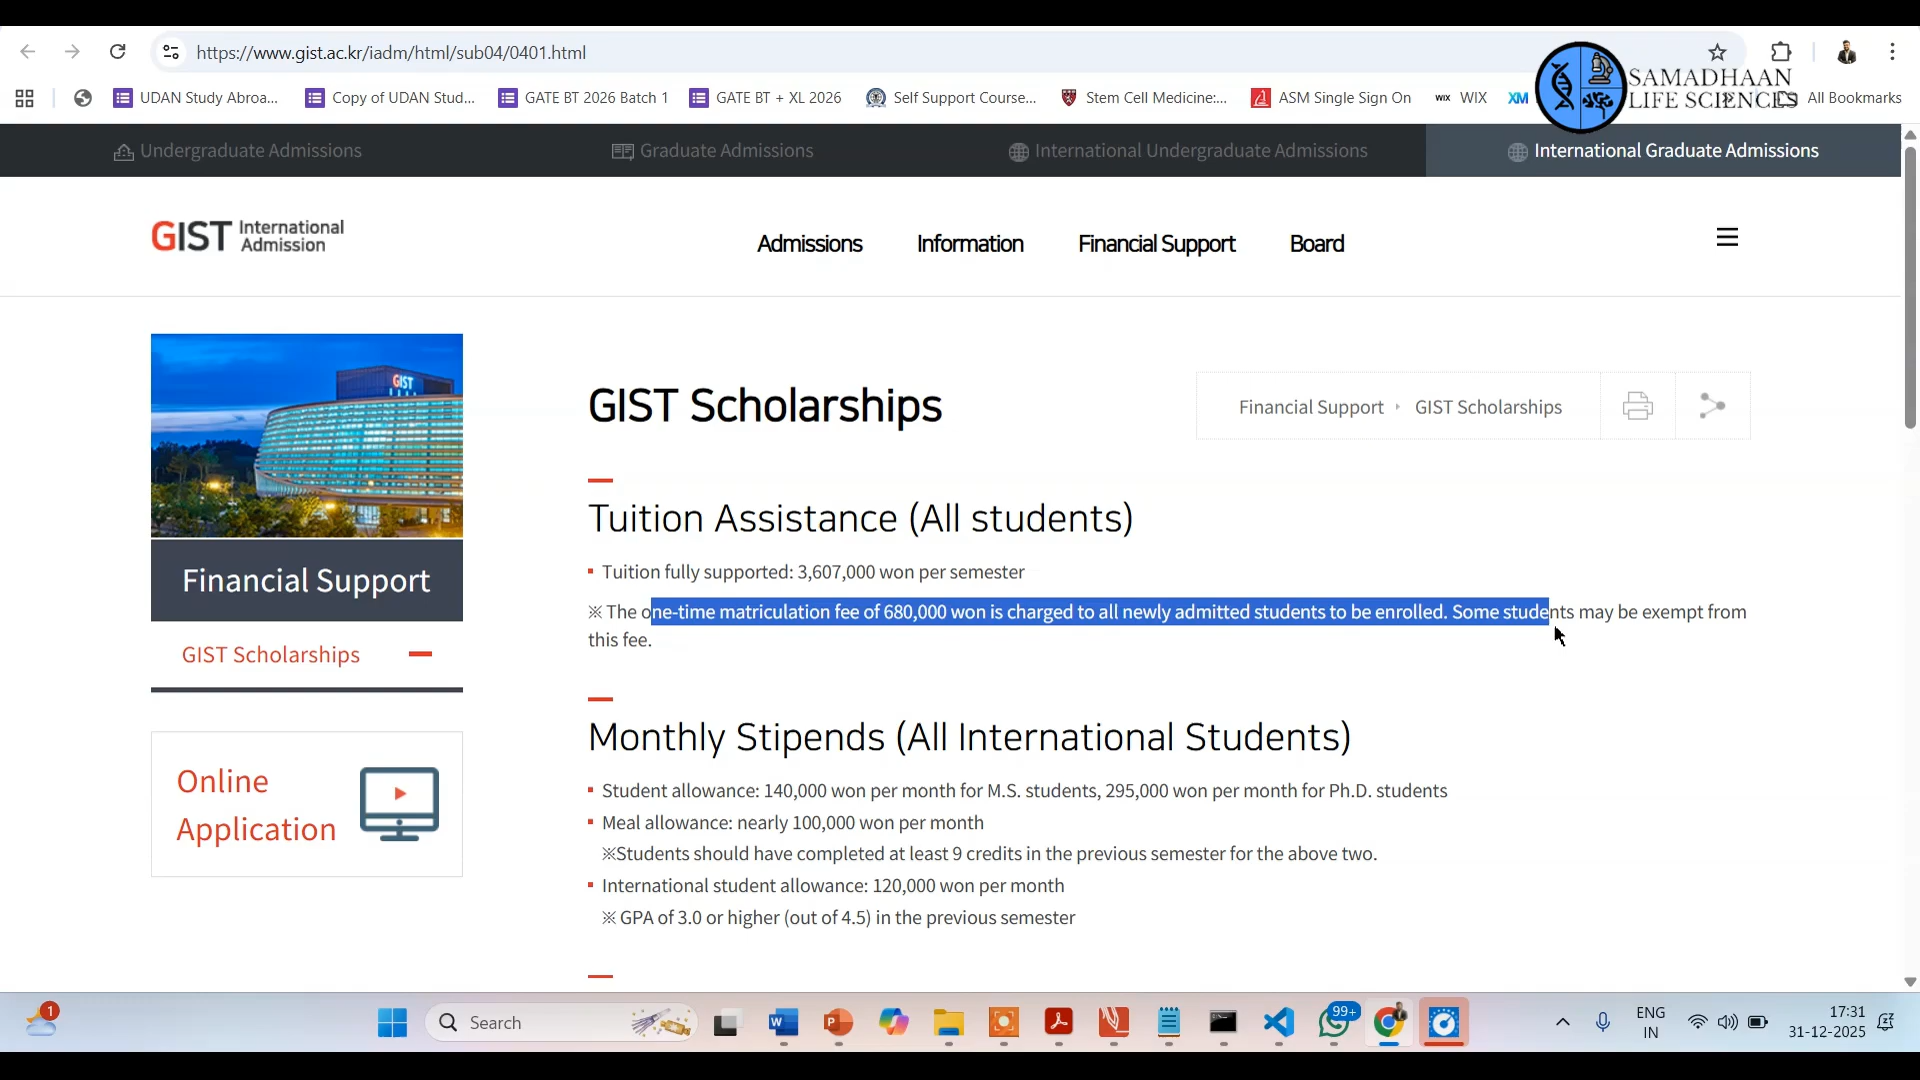 https://www.gist.ac.kr/iadm/html/sub04/0401.html
UDAN Study Abroa...
Copy of UDAN Stud...
GATE BT 2026 Batch 1
GATE BT + XL 2026
Self Support Course...
Stem Cell Medicine:...
ASM Single Sign On
WIX
WIX
XM
All Bookmarks
SAMADHAAN
LIFE SCIENCES
Undergraduate Admissions
Graduate Admissions
International Undergraduate Admissions
International Graduate Admissions
GIST International
Admission
Admissions
Information
Financial Support
Board
GIST
Financial Support
GIST Scholarships
Online
Application
GIST Scholarships
Financial Support
GIST Scholarships
Tuition Assistance (All students)
Tuition fully supported: 3,607,000 won per semester
※ The one-time matriculation fee of 680,000 won is charged to all newly admitted students to be enrolled. Some students may be exempt from
this fee.
Monthly Stipends (All International Students)
Student allowance: 140,000 won per month for M.S. students, 295,000 won per month for Ph.D. students
Meal allowance: nearly 100,000 won per month
※Students should have completed at least 9 credits in the previous semester for the above two.
International student allowance: 120,000 won per month
※ GPA of 3.0 or higher (out of 4.5) in the previous semester
1
Search
99+
ENG
IN
17:31
31-12-2025